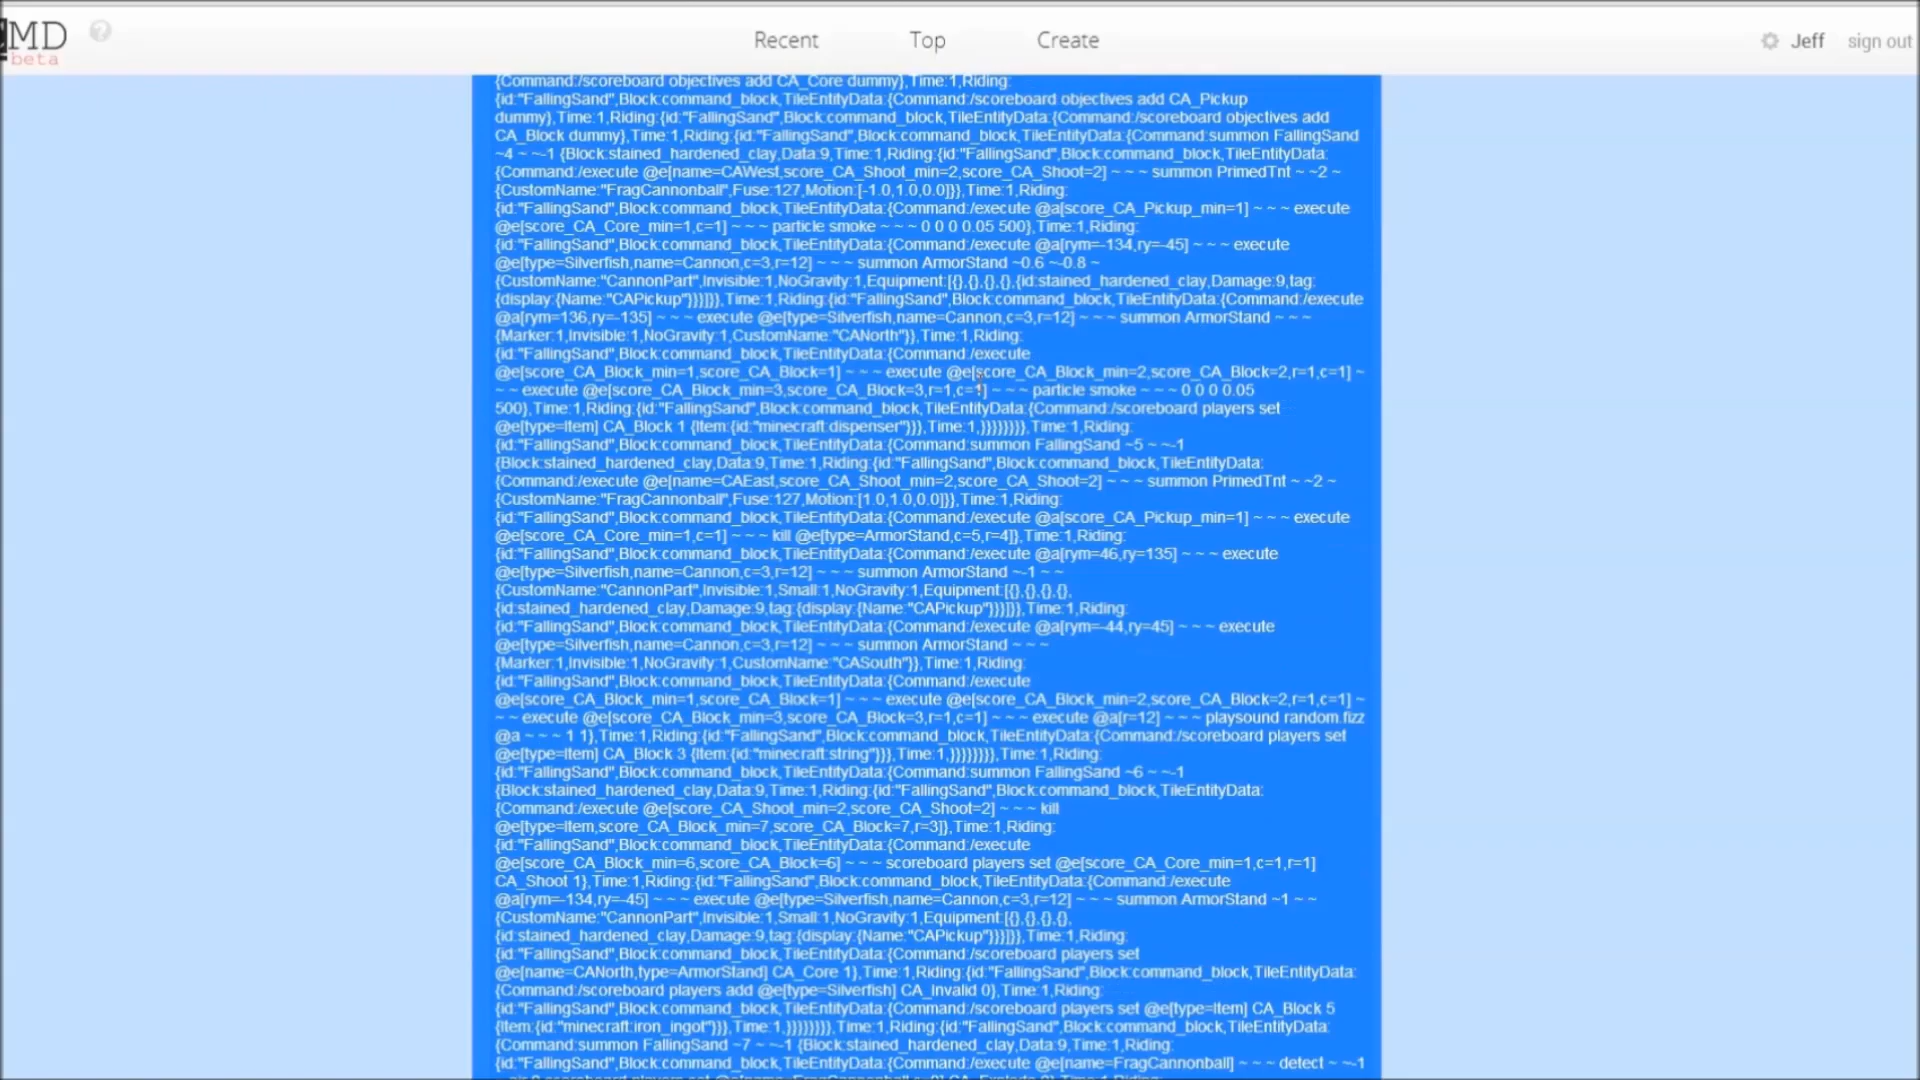 MD
beta
?
Recent
Top
Create
Jeff
sign out
{Command:/scoreboard objectives add CA_Core dummy},Time:1,Riding:
{id:"FallingSand",Block:command_block,TileEntityData:{Command:/scoreboard objectives add CA_Pickup
dummy},Time:1,Riding:{id:"FallingSand",Block:command_block,TileEntityData:{Command:/scoreboard objectives add
CA_Block dummy},Time:1,Riding:{id:"FallingSand",Block:command_block,TileEntityData:{Command:summon FallingSand
~4 ~ ~-1 {Block:stained_hardened_clay,Data:9,Time:1,Riding:{id:"FallingSand",Block:command_block,TileEntityData:
{Command:/execute @e[name=CAWest,score_CA_Shoot_min=2,score_CA_Shoot=2] ~ ~ ~ summon PrimedTnt ~ ~2 ~
{CustomName:"FragCannonball",Fuse:127,Motion:[-1.0,1.0,0.0]}},Time:1,Riding:
{id:"FallingSand",Block:command_block,TileEntityData:{Command:/execute @a[score_CA_Pickup_min=1] ~ ~ ~ execute
@e[score_CA_Core_min=1,c=1] ~ ~ ~ particle smoke ~ ~ ~ 0 0 0 0.05 500},Time:1,Riding:
{id:"FallingSand",Block:command_block,TileEntityData:{Command:/execute @a[rym=-134,ry=-45] ~ ~ ~ execute
@e[type=Silverfish,name=Cannon,c=3,r=12] ~ ~ ~ summon ArmorStand ~0.6 ~-0.8 ~
{CustomName:"CannonPart",Invisible:1,NoGravity:1,Equipment:[{},{},{},{},{id:stained_hardened_clay,Damage:9,tag:
{display:{Name:"CAPickup"}}}]}},Time:1,Riding:{id:"FallingSand",Block:command_block,TileEntityData:{Command:/execute
@a[rym=136,ry=-135] ~ ~ ~ execute @e[type=Silverfish,name=Cannon,c=3,r=12] ~ ~ ~ summon ArmorStand ~ ~ ~
{Marker:1,Invisible:1,NoGravity:1,CustomName:"CANorth"}},Time:1,Riding:
{id:"FallingSand",Block:command_block,TileEntityData:{Command:/execute
@e[score_CA_Block_min=1,score_CA_Block=1] ~ ~ ~ execute @e[score_CA_Block_min=2,score_CA_Block=2,r=1,c=1] ~
~ ~ execute @e[score_CA_Block_min=3,score_CA_Block=3,r=1,c=1] ~ ~ ~ particle smoke ~ ~ ~ 0 0 0 0.05
500},Time:1,Riding:{id:"FallingSand",Block:command_block,TileEntityData:{Command:/scoreboard players set
@e[type=Item] CA_Block 1 {Item:{id:"minecraft:dispenser"}}},Time:1,}}}}}}}},Time:1,Riding:
{id:"FallingSand",Block:command_block,TileEntityData:{Command:summon FallingSand ~5 ~ ~-1
{Block:stained_hardened_clay,Data:9,Time:1,Riding:{id:"FallingSand",Block:command_block,TileEntityData:
{Command:/execute @e[name=CAEast,score_CA_Shoot_min=2,score_CA_Shoot=2] ~ ~ ~ summon PrimedTnt ~ ~2 ~
{CustomName:"FragCannonball",Fuse:127,Motion:[1.0,1.0,0.0]}},Time:1,Riding:
{id:"FallingSand",Block:command_block,TileEntityData:{Command:/execute @a[score_CA_Pickup_min=1] ~ ~ ~ execute
@e[score_CA_Core_min=1,c=1] ~ ~ ~ kill @e[type=ArmorStand,c=5,r=4]},Time:1,Riding:
{id:"FallingSand",Block:command_block,TileEntityData:{Command:/execute @a[rym=46,ry=135] ~ ~ ~ execute
@e[type=Silverfish,name=Cannon,c=3,r=12] ~ ~ ~ summon ArmorStand ~-1 ~ ~
{CustomName:"CannonPart",Invisible:1,Small:1,NoGravity:1,Equipment:[{},{},{},{},
{id:stained_hardened_clay,Damage:9,tag:{display:{Name:"CAPickup"}}}]}},Time:1,Riding:
{id:"FallingSand",Block:command_block,TileEntityData:{Command:/execute @a[rym=-44,ry=45] ~ ~ ~ execute
@e[type=Silverfish,name=Cannon,c=3,r=12] ~ ~ ~ summon ArmorStand ~ ~ ~
{Marker:1,Invisible:1,NoGravity:1,CustomName:"CASouth"}},Time:1,Riding:
{id:"FallingSand",Block:command_block,TileEntityData:{Command:/execute
@e[score_CA_Block_min=1,score_CA_Block=1] ~ ~ ~ execute @e[score_CA_Block_min=2,score_CA_Block=2,r=1,c=1] ~
~ ~ execute @e[score_CA_Block_min=3,score_CA_Block=3,r=1,c=1] ~ ~ ~ execute @a[r=12] ~ ~ ~ playsound random.fizz
@a ~ ~ ~ 1 1},Time:1,Riding:{id:"FallingSand",Block:command_block,TileEntityData:{Command:/scoreboard players set
@e[type=Item] CA_Block 3 {Item:{id:"minecraft:string"}}},Time:1,}}}}}}}},Time:1,Riding:
{id:"FallingSand",Block:command_block,TileEntityData:{Command:summon FallingSand ~6 ~ ~-1
{Block:stained_hardened_clay,Data:9,Time:1,Riding:{id:"FallingSand",Block:command_block,TileEntityData:
{Command:/execute @e[score_CA_Shoot_min=2,score_CA_Shoot=2] ~ ~ ~ kill
@e[type=Item,score_CA_Block_min=7,score_CA_Block=7,r=3]},Time:1,Riding:
{id:"FallingSand",Block:command_block,TileEntityData:{Command:/execute
@e[score_CA_Block_min=6,score_CA_Block=6] ~ ~ ~ scoreboard players set @e[score_CA_Core_min=1,c=1,r=1]
CA_Shoot 1},Time:1,Riding:{id:"FallingSand",Block:command_block,TileEntityData:{Command:/execute
@a[rym=-134,ry=-45] ~ ~ ~ execute @e[type=Silverfish,name=Cannon,c=3,r=12] ~ ~ ~ summon ArmorStand ~1 ~ ~
{CustomName:"CannonPart",Invisible:1,Small:1,NoGravity:1,Equipment:[{},{},{},{},
{id:stained_hardened_clay,Damage:9,tag:{display:{Name:"CAPickup"}}}]}},Time:1,Riding:
{id:"FallingSand",Block:command_block,TileEntityData:{Command:/scoreboard players set
@e[name=CANorth,type=ArmorStand] CA_Core 1},Time:1,Riding:{id:"FallingSand",Block:command_block,TileEntityData:
{Command:/scoreboard players add @e[type=Silverfish] CA_Invalid 0},Time:1,Riding:
{id:"FallingSand",Block:command_block,TileEntityData:{Command:/scoreboard players set @e[type=Item] CA_Block 5
{Item:{id:"minecraft:iron_ingot"}}},Time:1,}}}}}}}},Time:1,Riding:{id:"FallingSand",Block:command_block,TileEntityData:
{Command:summon FallingSand ~7 ~ ~-1 {Block:stained_hardened_clay,Data:9,Time:1,Riding:
{id:"FallingSand",Block:command_block,TileEntityData:{Command:/execute @e[name=FragCannonball] ~ ~ ~ detect ~ ~-1